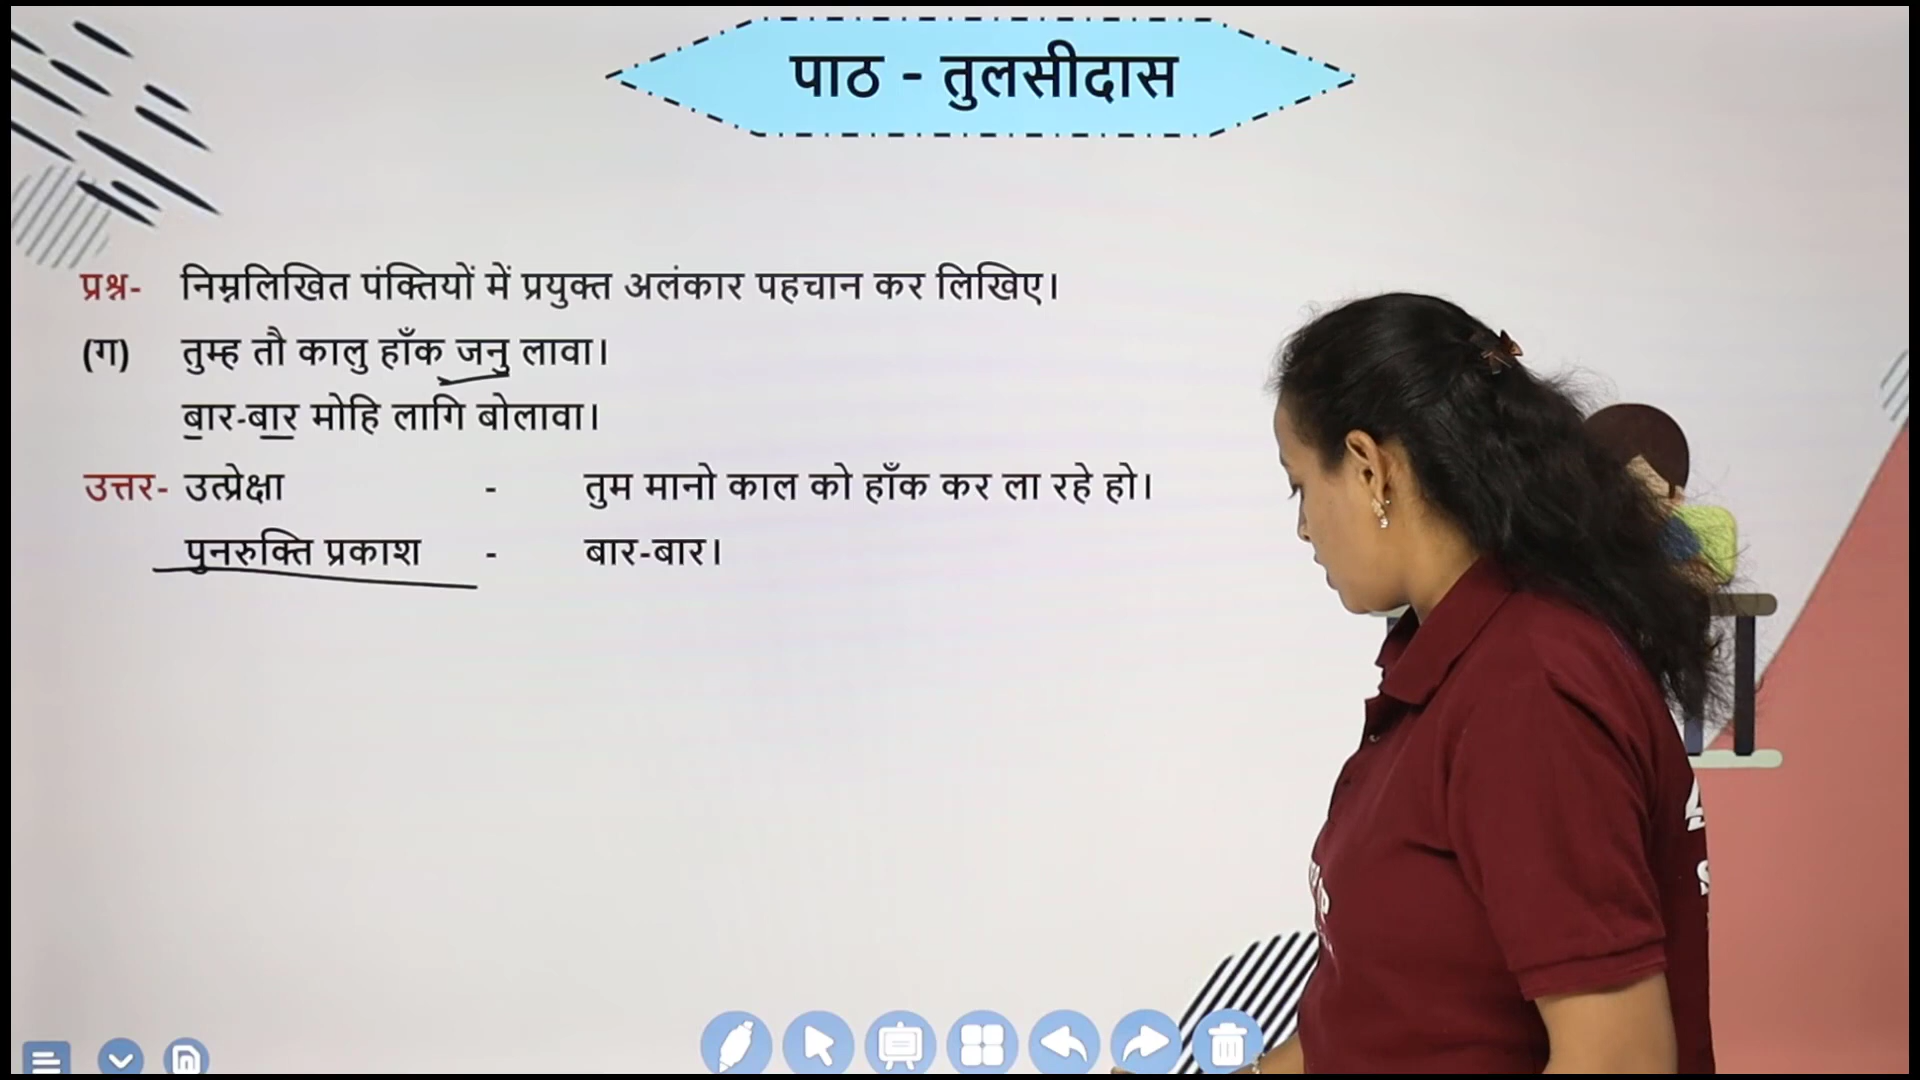 पाठ - तुलसीदास
प्रश्न- निम्नलिखित पंक्तियों में प्रयुक्त अलंकार पहचान कर लिखिए।
(ग) तुम्ह तौ कालु हाँक जनु लावा।
बार-बार मोहि लागि बोलावा।
उत्तर- उत्प्रेक्षा - तुम मानो काल को हाँक कर ला रहे हो।
पुनरुक्ति प्रकाश - बार-बार।